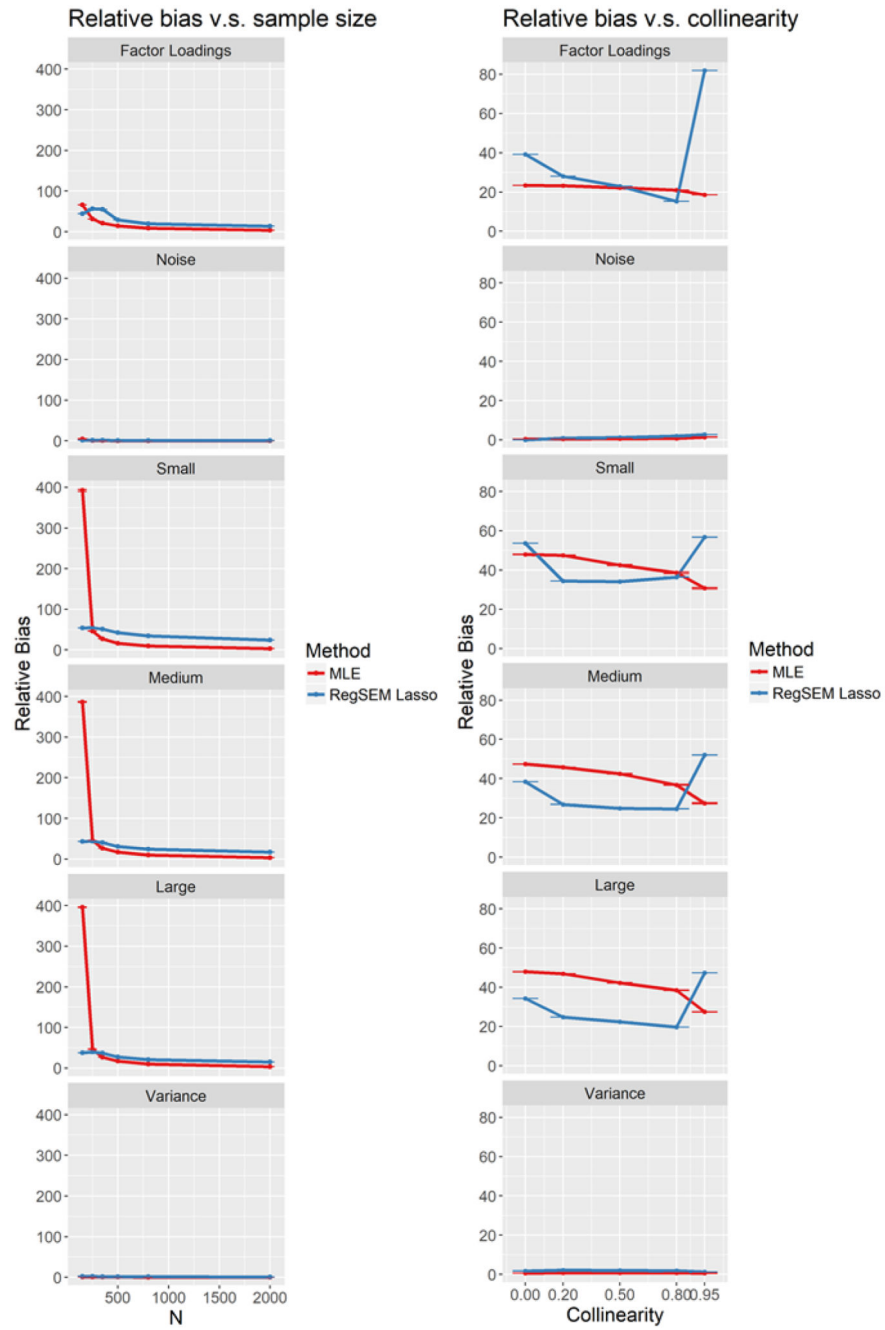 Relative bias v.s. sample size
Factor Loadings
400
300
200
100
0
Noise
400
300
200
100
0
Small
400
300
200
100
0
Medium
400
300
200
100
0
Large
400
300
200
100
0
Variance
400
300
200
100
0
500 1000 1500 2000
N
Relative Bias
Method
MLE
RegSEM Lasso
Relative bias v.s. collinearity
Factor Loadings
80
60
40
20
0
Noise
80
60
40
20
0
Small
80
60
40
20
0
Medium
80
60
40
20
0
Large
80
60
40
20
0
Variance
80
60
40
20
0
0.00 0.20 0.50 0.80 0.95
Collinearity
Relative Bias
Method
MLE
RegSEM Lasso